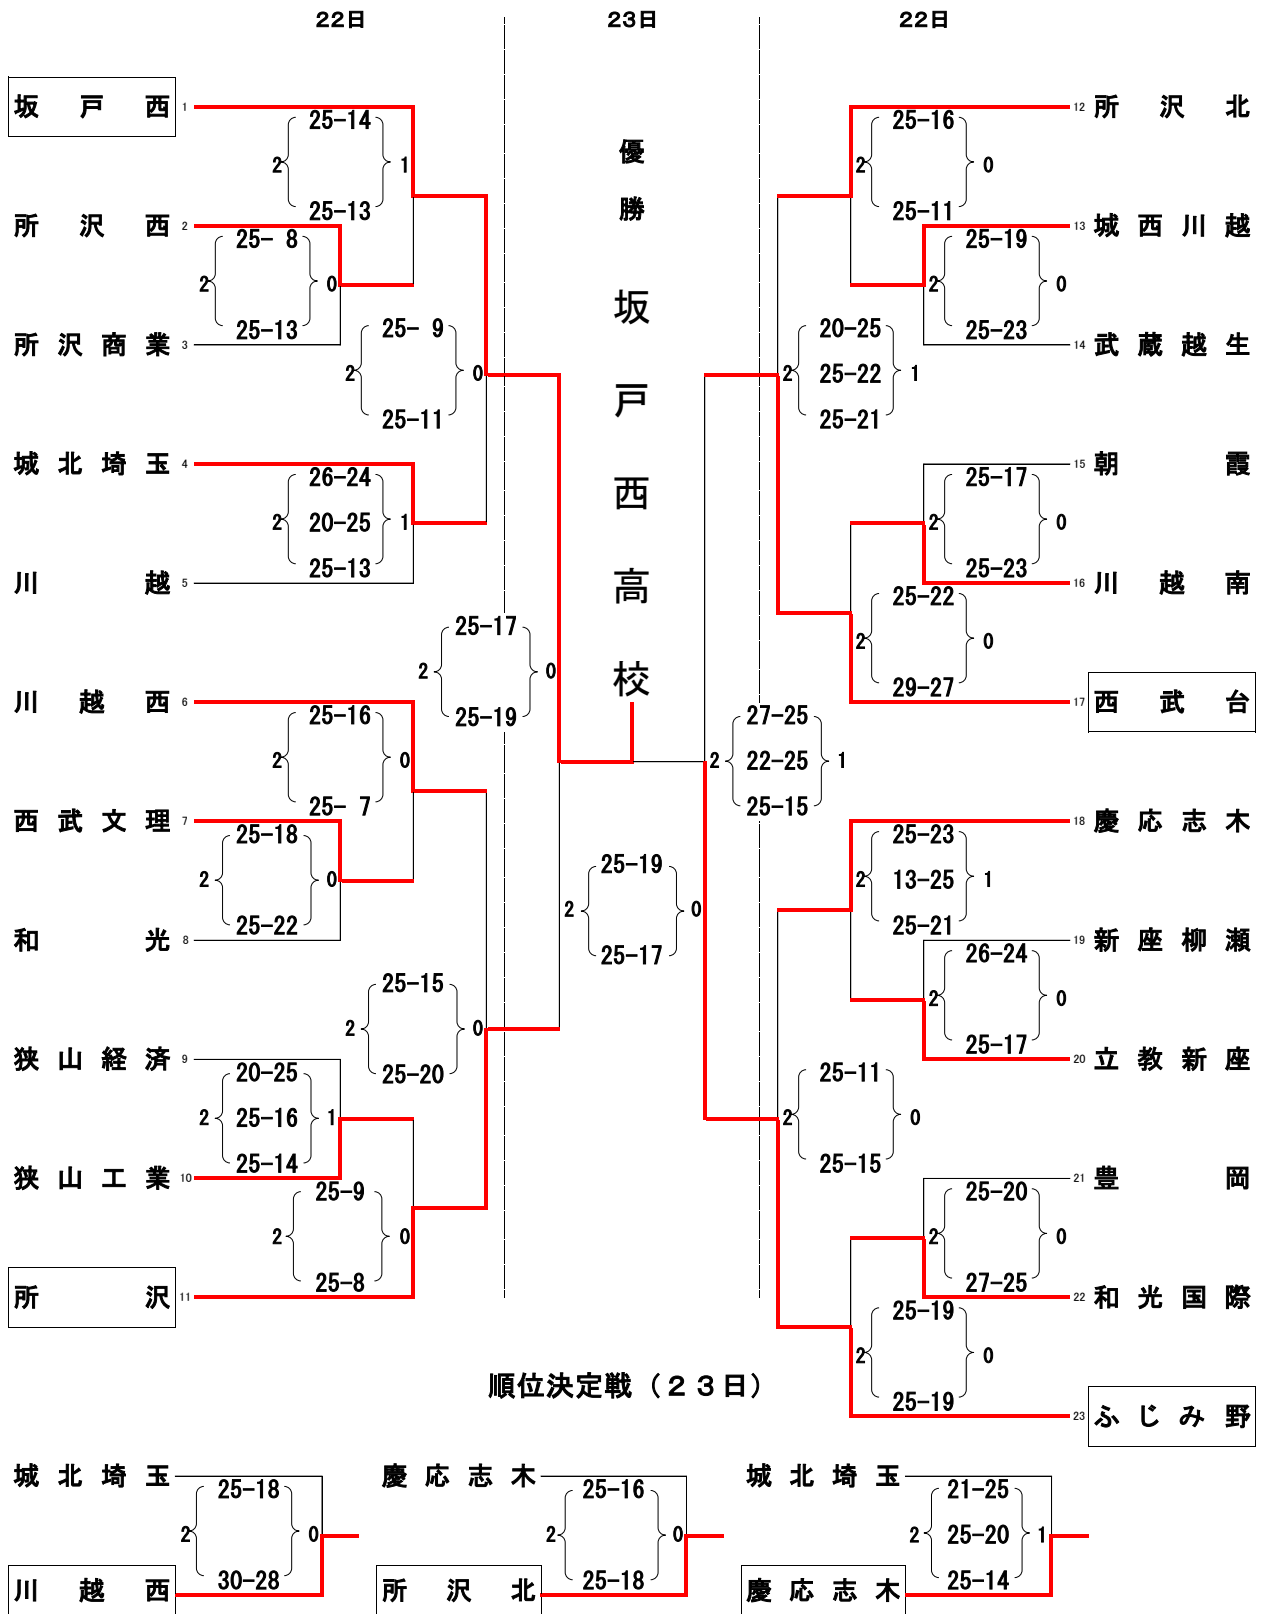 22日 23日 22日
坂戸西 1
25-14
2 1
25-13
所沢西 2
25- 8
2 0
25-13
所沢商業 3
25- 9
2 0
25-11
城北埼玉 4
26-24
2 20-25 1
25-13
川越 5
25-17
2 0
25-19
川越西 6
25-16
2 0
25- 7
西武文理 7
25-18
2 0
25-22
和光 8
25-15
2 0
25-20
狭山経済 9
20-25
2 25-16 1
25-14
狭山工業 10
25-9
2 0
25-8
所沢 11
優勝
坂戸西高校
25-19
2 0
25-17
12 所沢北
25-16
2 0
25-11
13 城西川越
25-19
2 0
25-23
14 武蔵越生
20-25
2 25-22 1
25-21
15 朝霞
25-17
2 0
25-23
16 川越南
25-22
2 0
29-27
17 西武台
27-25
2 22-25 1
25-15
18 慶応志木
25-23
2 13-25 1
25-21
19 新座柳瀬
26-24
2 0
25-17
20 立教新座
25-11
2 0
25-15
21 豊岡
25-20
2 0
27-25
22 和光国際
25-19
2 0
25-19
23 ふじみ野
順位決定戦（２３日）
城北埼玉
25-18
2 0
30-28
川越西
慶応志木
25-16
2 0
25-18
所沢北
城北埼玉
21-25
2 25-20 1
25-14
慶応志木